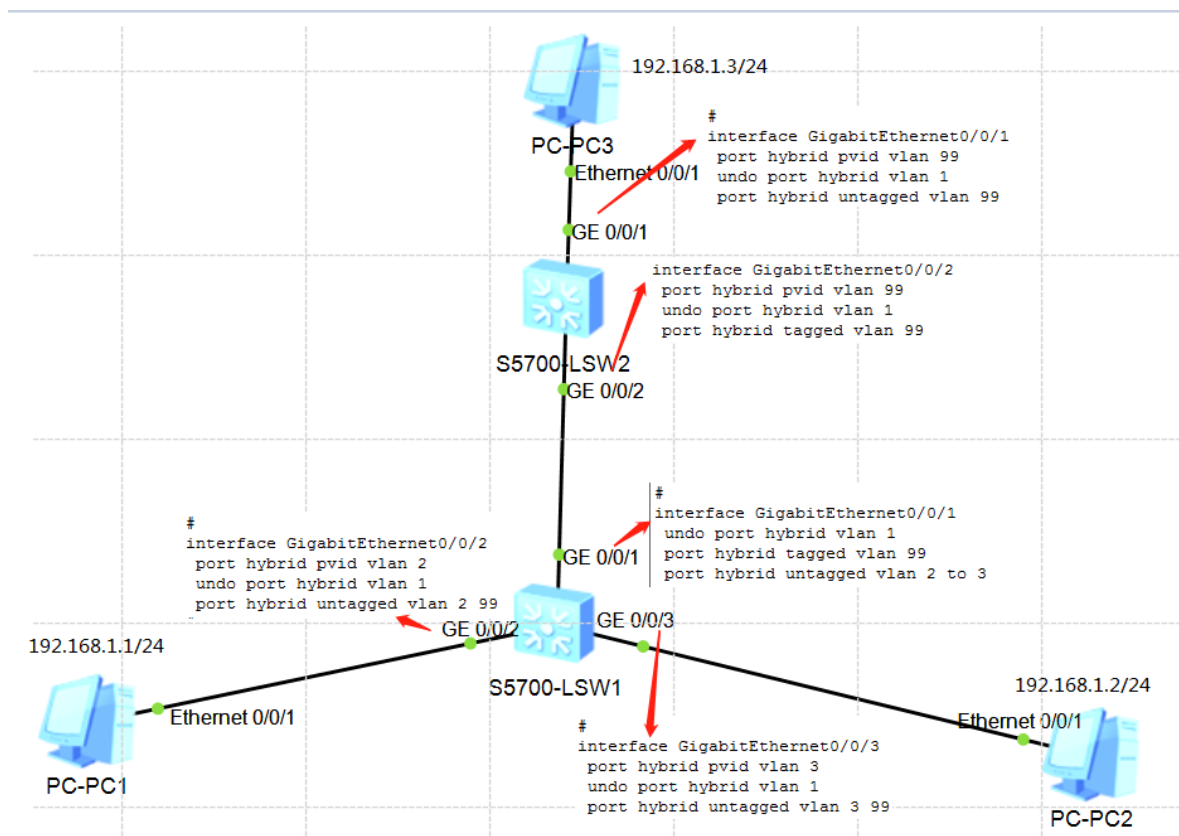 192.168.1.3/24
PC-PC3
Ethernet 0/0/1
#
interface GigabitEthernet0/0/1
port hybrid pvid vlan 99
undo port hybrid vlan 1
port hybrid untagged vlan 99
GE 0/0/1
interface GigabitEthernet0/0/2
port hybrid pvid vlan 99
undo port hybrid vlan 1
port hybrid tagged vlan 99
S5700-LSW2
GE 0/0/2
#
interface GigabitEthernet0/0/1
undo port hybrid vlan 1
port hybrid tagged vlan 99
port hybrid untagged vlan 2 to 3
GE 0/0/1
#
interface GigabitEthernet0/0/2
port hybrid pvid vlan 2
undo port hybrid vlan 1
port hybrid untagged vlan 2 99
GE 0/0/2
GE 0/0/3
S5700-LSW1
192.168.1.1/24
Ethernet 0/0/1
PC-PC1
192.168.1.2/24
Ethernet 0/0/1
#
interface GigabitEthernet0/0/3
port hybrid pvid vlan 3
undo port hybrid vlan 1
port hybrid untagged vlan 3 99
PC-PC2